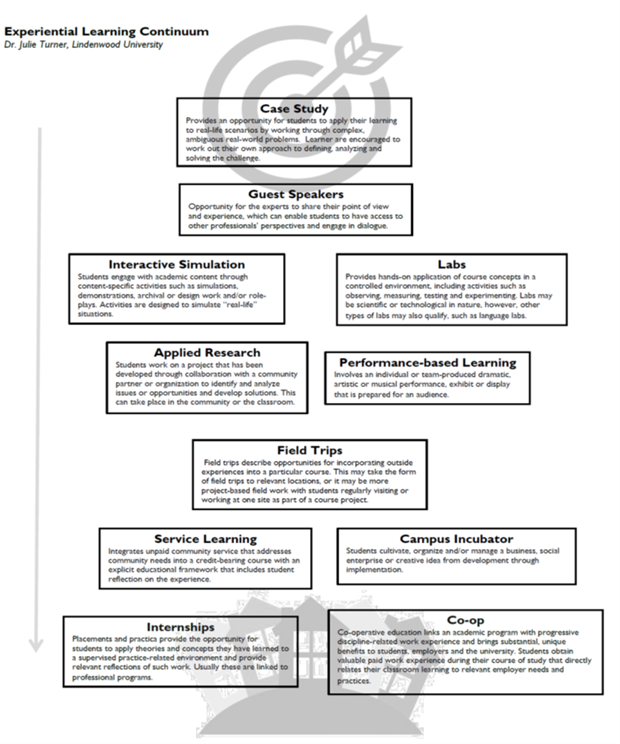 Experiential Learning Continuum
Dr. Julie Turner, Lindenwood University
Case Study
Provides an opportunity for students to apply their learning
to real-life scenarios by working through complex,
ambiguous real-world problems. Learner are encouraged to
work out their own approach to defining, analyzing and
solving the challenge.
Guest Speakers
Opportunity for the experts to share their point of view
and experience, which can enable students to have access to
other professionals' perspectives and engage in dialogue.
Interactive Simulation
Students engage with academic content through
content-specific activities such as simulations,
demonstrations, archival or design work and/or role-
plays. Activities are designed to simulate "real-life"
situations.
Labs
Provides hands-on application of course concepts in a
controlled environment, including activities such as
observing, measuring, testing and experimenting. Labs may
be scientific or technical in nature, however, other
types of labs may also qualify, such as language labs.
Applied Research
Students work on a project that has been
developed through collaboration with a community
partner or organization to identify and analyze
issues or opportunities and develop solutions. This
can take place in the community or the classroom.
Performance-based Learning
Involves an individual or team-produced dramatic,
artistic or musical performance, exhibit or display
that is prepared for an audience.
Field Trips
Field trips describe opportunities for incorporating outside
experiences into a particular course. This may take the form
of field trips to relevant locations, or it may be more
project-based field work with students regularly visiting or
working at one site as part of a course project.
Service Learning
Integrates unpaid community service that addresses
community needs into a credit-bearing course with an
explicit educational framework that includes student
reflection on the experience.
Campus Incubator
Students cultivate, organize and/or manage a business, social
enterprise or creative idea from development through
implementation.
Internships
Placements and practica provide the opportunity for
students to apply theories and concepts they have learned to
a supervised practice-related environment and provide
relevant reflections of such work. Usually these are linked to
professional programs.
Co-op
Co-operative education links an academic program with progressive
discipline-related work experience and brings substantial, unique
benefits to students, employers and the university. Students obtain
valuable paid work experience during their course of study that directly
relates their classroom learning to relevant employer needs and
practices.